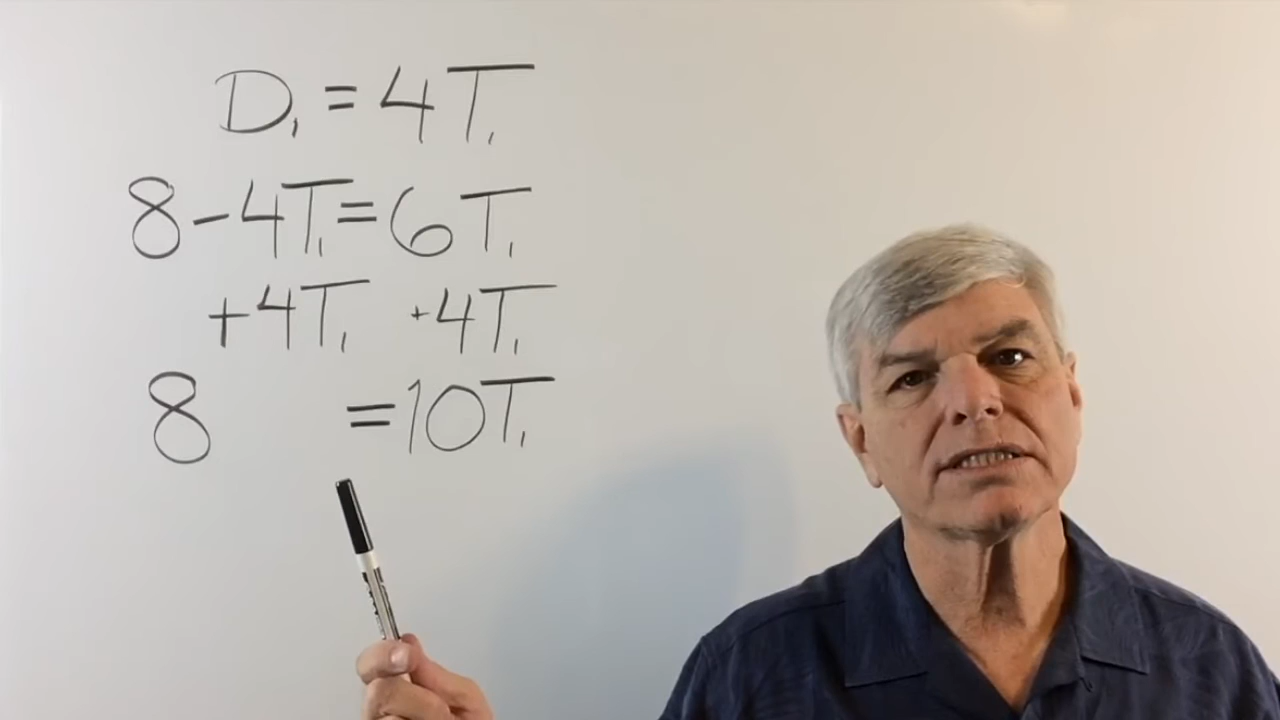 D₁ = 4T₁
8 - 4T₁ = 6T₁
+4T₁ +4T₁
8 = 10T₁